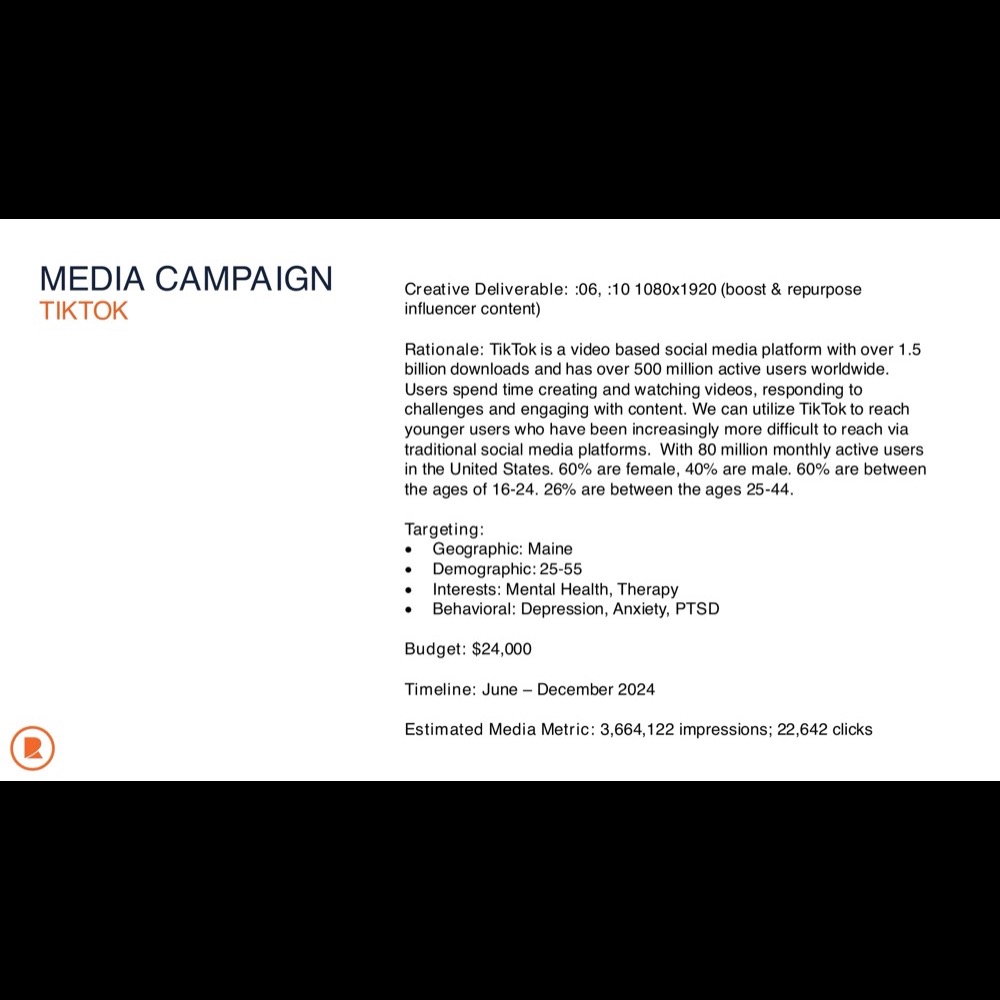 MEDIA CAMPAIGN
TIKTOK
Creative Deliverable: :06, :10 1080x1920 (boost & repurpose
influencer content)
Rationale: TikTok is a video based social media platform with over 1.5
billion downloads and has over 500 million active users worldwide.
Users spend time creating and watching videos, responding to
challenges and engaging with content. We can utilize TikTok to reach
younger users who have been increasingly more difficult to reach via
traditional social media platforms.  With 80 million monthly active users
in the United States. 60% are female, 40% are male. 60% are between
the ages of 16-24. 26% are between the ages 25-44.
Targeting:
• Geographic: Maine
• Demographic: 25-55
• Interests: Mental Health, Therapy
• Behavioral: Depression, Anxiety, PTSD
Budget: $24,000
Timeline: June – December 2024
Estimated Media Metric: 3,664,122 impressions; 22,642 clicks
R